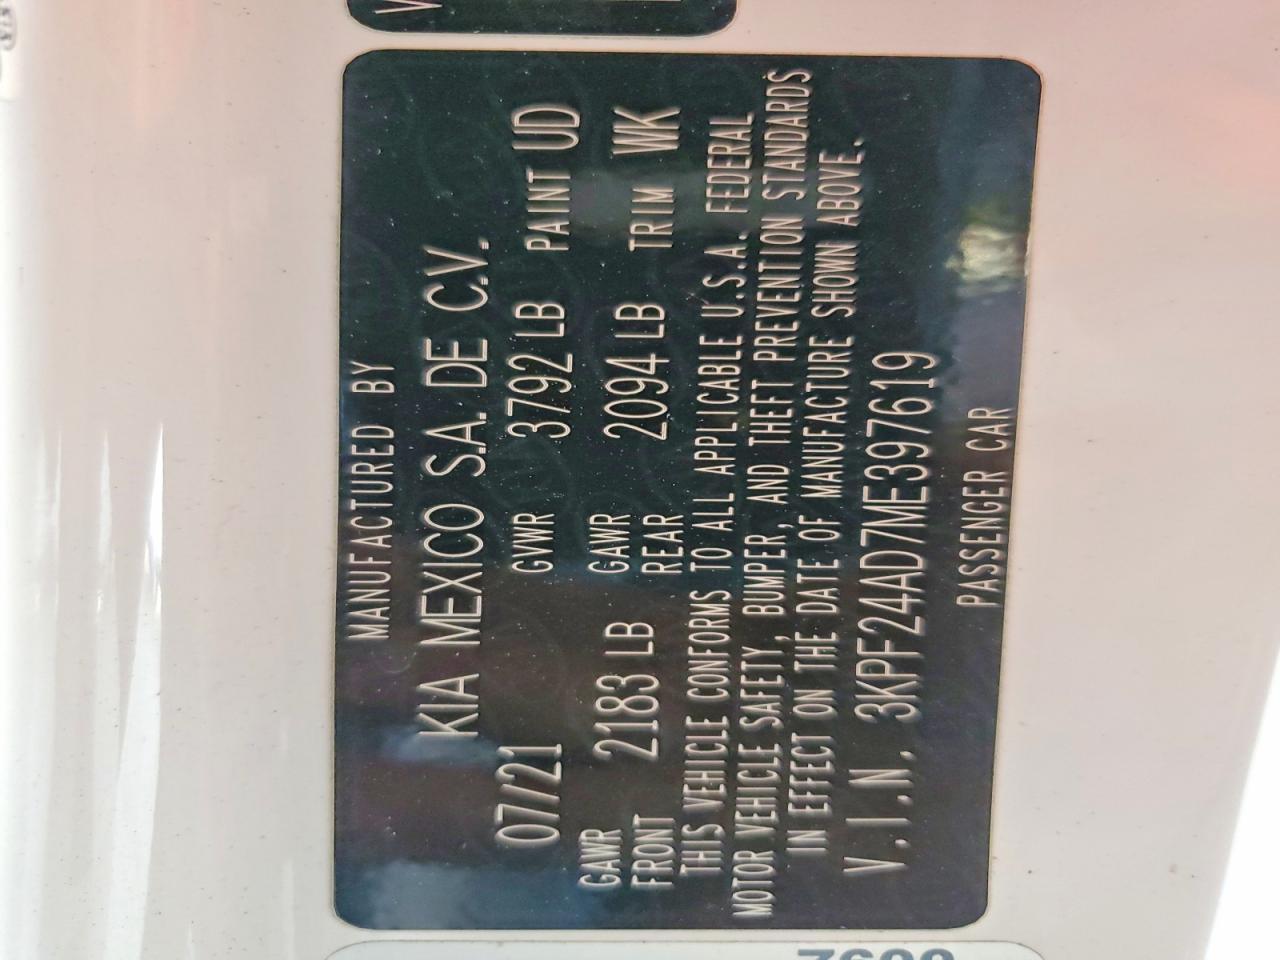 MANUFACTURED BY
KIA MEXICO S.A. DE C.V.
07/21 GVWR 3792 LB PAINT UD
GAWR FRONT 2183 LB GAWR REAR 2094 LB TRIM WK
THIS VEHICLE CONFORMS TO ALL APPLICABLE U.S.A. FEDERAL
MOTOR VEHICLE SAFETY, BUMPER, AND THEFT PREVENTION STANDARDS
IN EFFECT ON THE DATE OF MANUFACTURE SHOWN ABOVE.
V.I.N. 3KPF24AD7ME397619
PASSENGER CAR